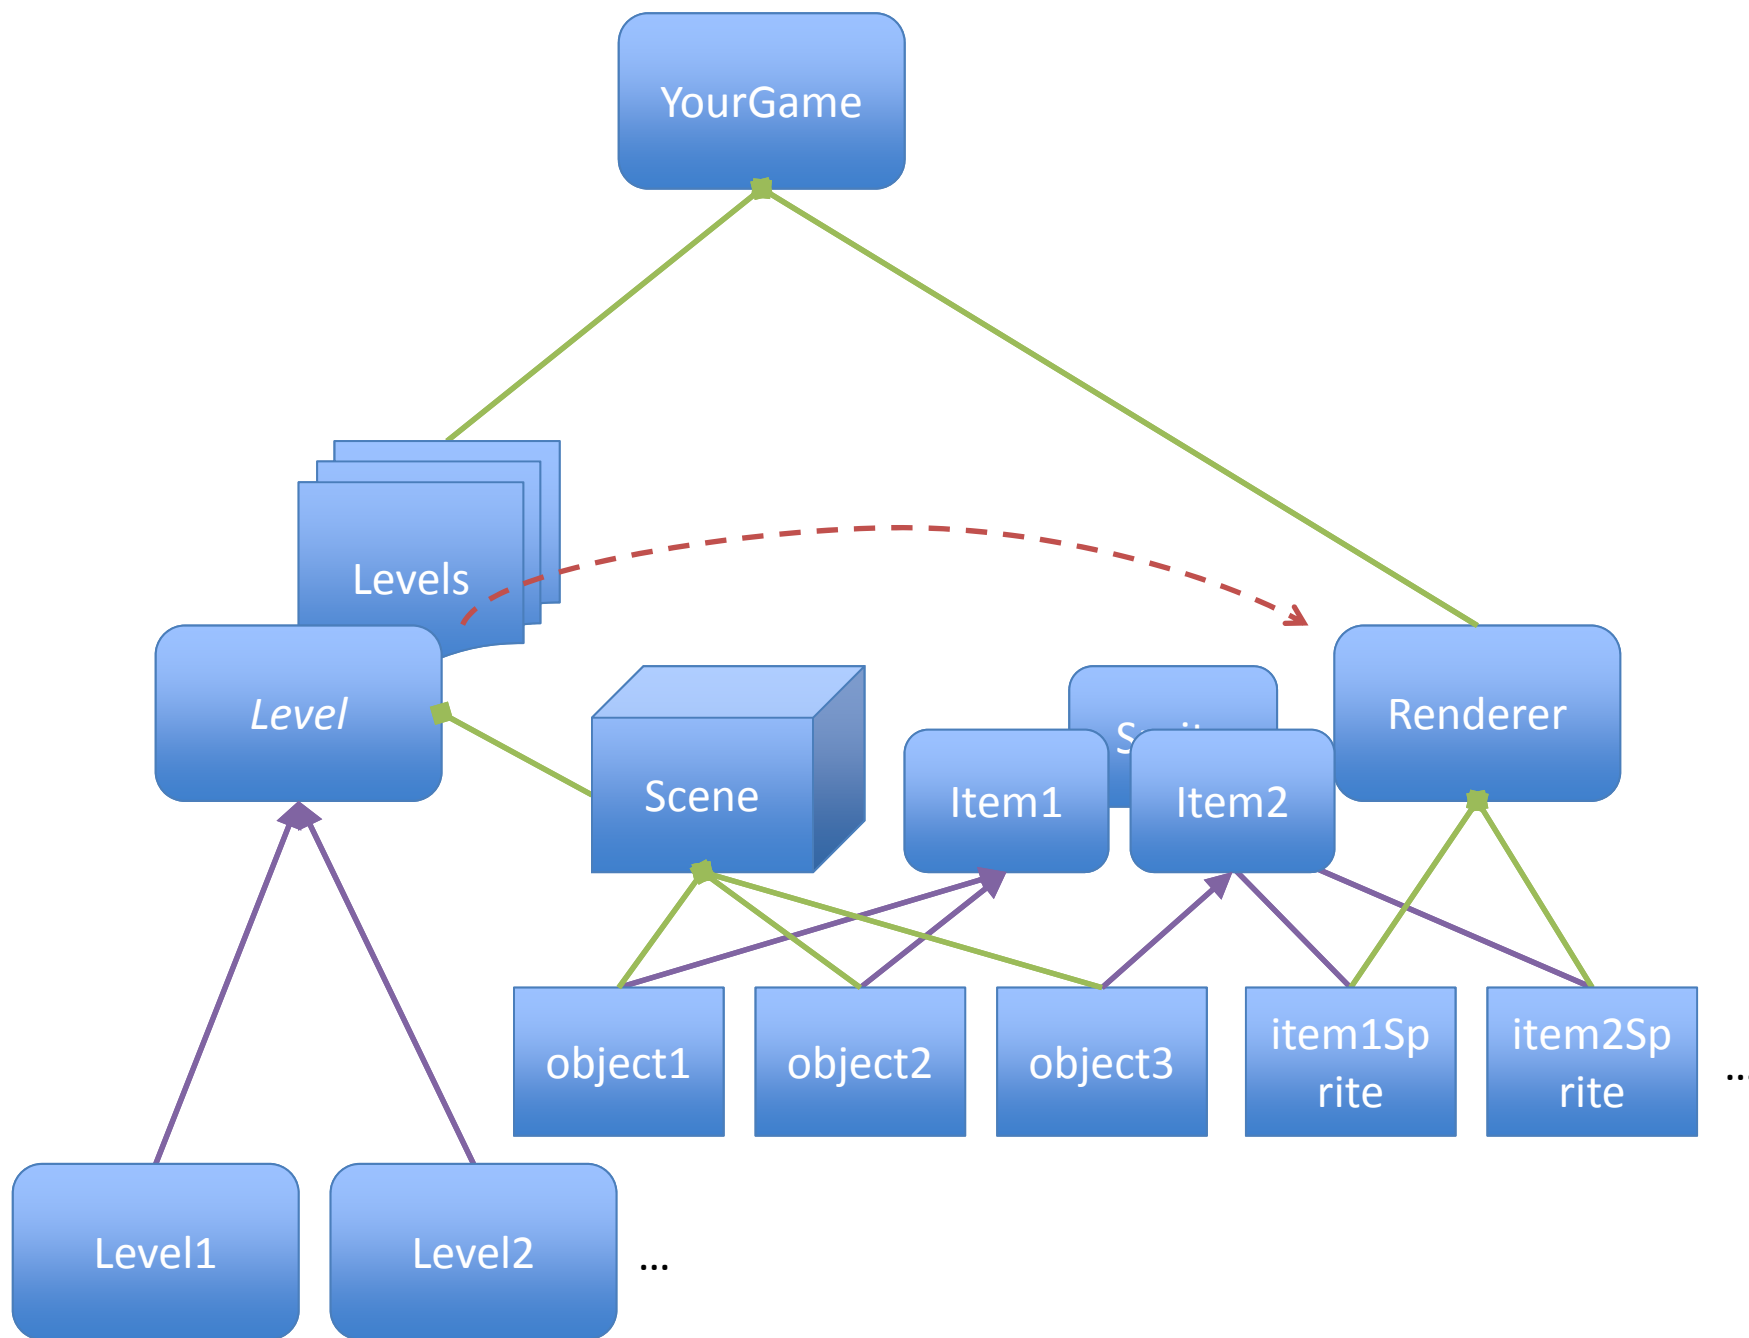 YourGame
Levels
Level
Scene
Item1
Item2
Renderer
object1
object2
object3
item1Sp
rite
item2Sp
rite
...
Level1
Level2
...